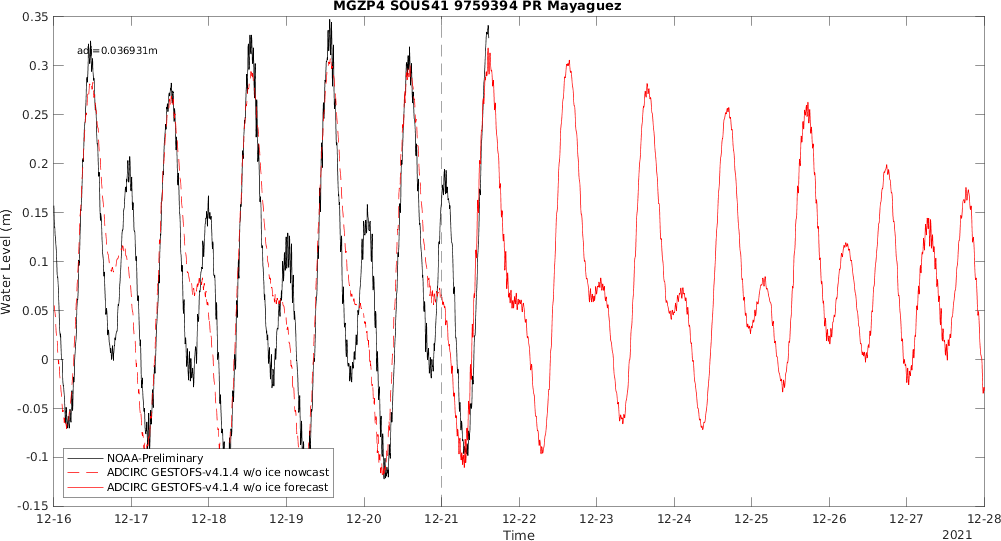 MGZP4 SOUS41 9759394 PR Mayaguez
0.35
0.3
0.25
0.2
0.15
0.1
0.05
0
-0.05
-0.1
-0.15
Water Level (m)
adj=0.036931m
NOAA-Preliminary
ADCIRC GESTOFS-v4.1.4 w/o ice nowcast
ADCIRC GESTOFS-v4.1.4 w/o ice forecast
12-16 12-17 12-18 12-19 12-20 12-21 12-22 12-23 12-24 12-25 12-26 12-27 12-28
Time
2021